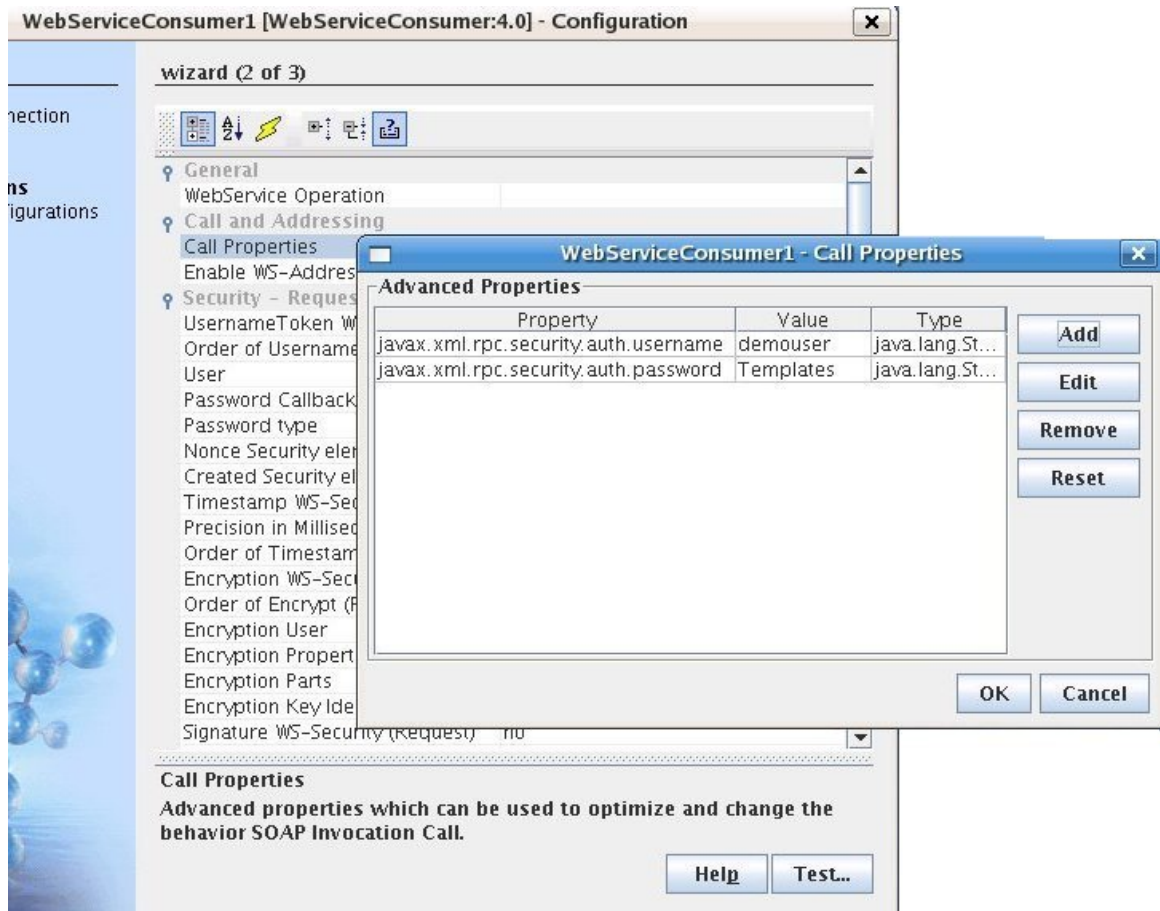 WebServiceConsumer1 [WebServiceConsumer:4.0] - Configuration
wizard (2 of 3)
nection
ns
igurations
General
WebService Operation
Call and Addressing
Call Properties
Enable WS-Addres
Security - Reques
UsernameToken W
Order of Username
User
Password Callback
Password type
Nonce Security eler
Created Security el
Timestamp WS-Sec
Precision in Millisec
Order of Timestam
Encryption WS-Secu
Order of Encrypt (R
Encryption User
Encryption Propert
Encryption Parts
Encryption Key Ide
Signature WS-Security (Request) no
WebServiceConsumer1 - Call Properties
Advanced Properties
Property Value Type
javax.xml.rpc.security.auth.username demouser java.lang.St...
javax.xml.rpc.security.auth.password Templates java.lang.St...
Add
Edit
Remove
Reset
OK Cancel
Call Properties
Advanced properties which can be used to optimize and change the
behavior SOAP Invocation Call.
Help Test...